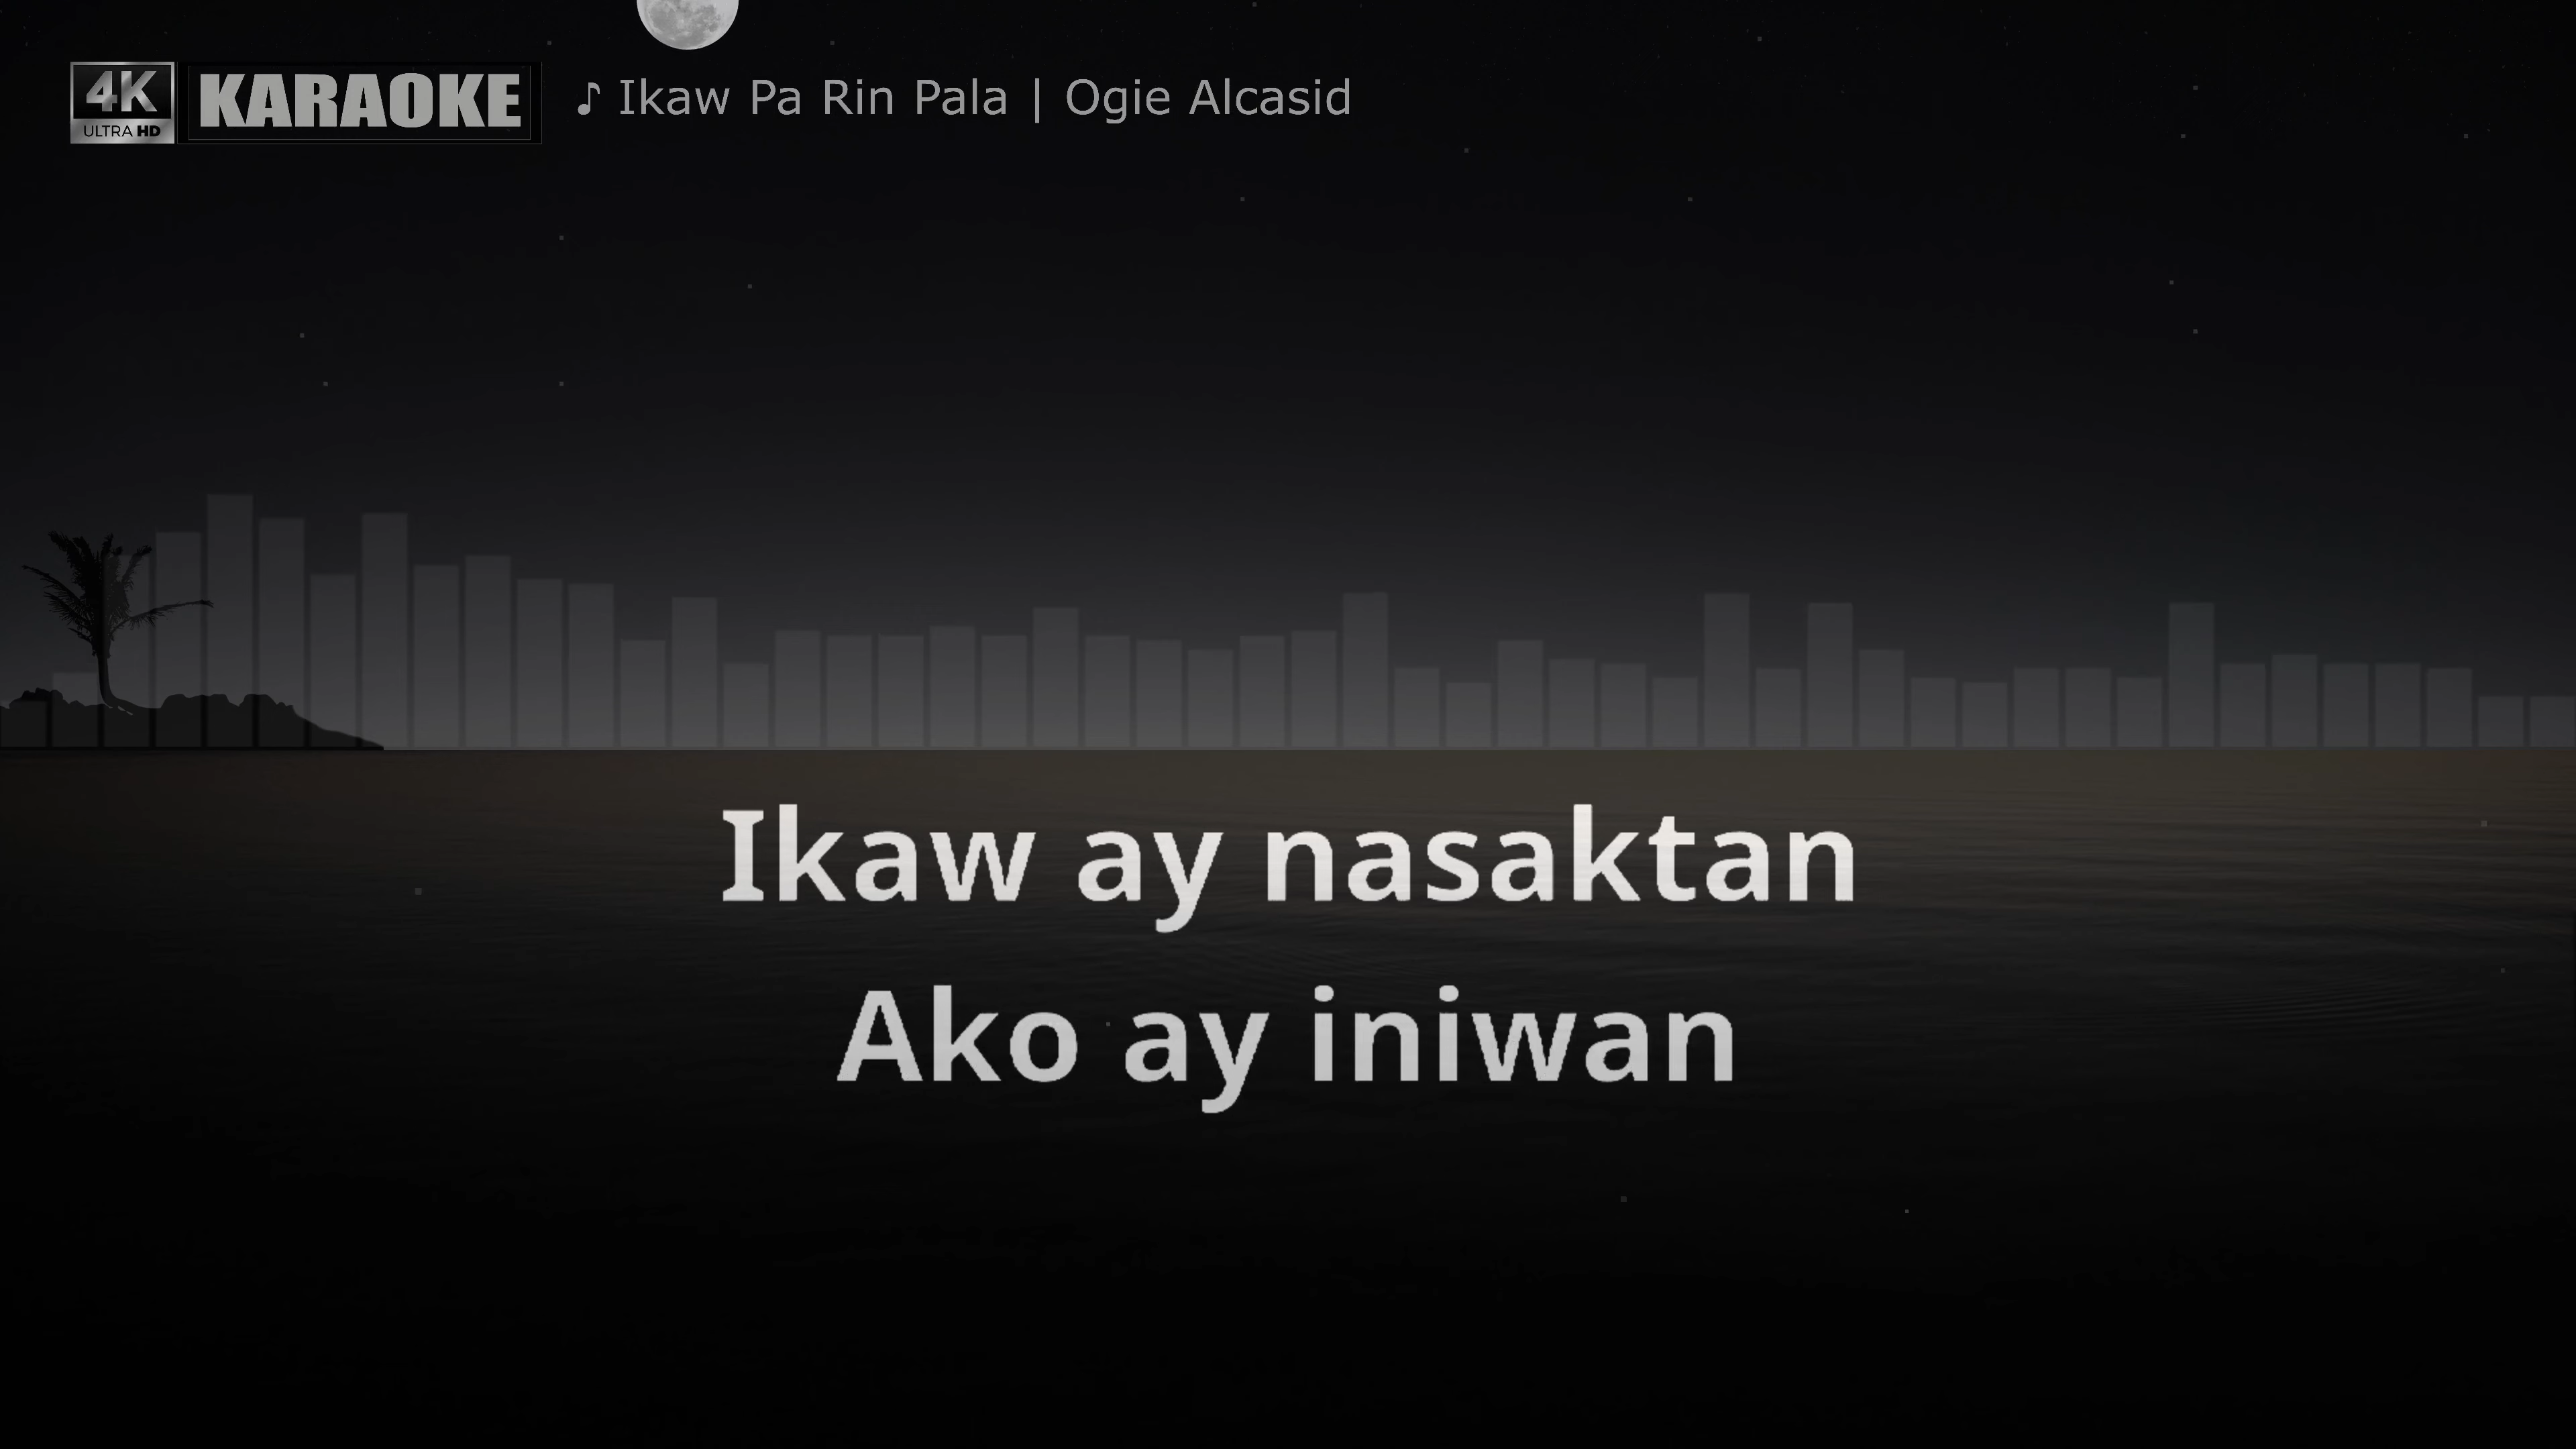 4K
ULTRA HD
KARAOKE
♪ Ikaw Pa Rin Pala | Ogie Alcasid
Ikaw ay nasaktan
Ako ay iniwan